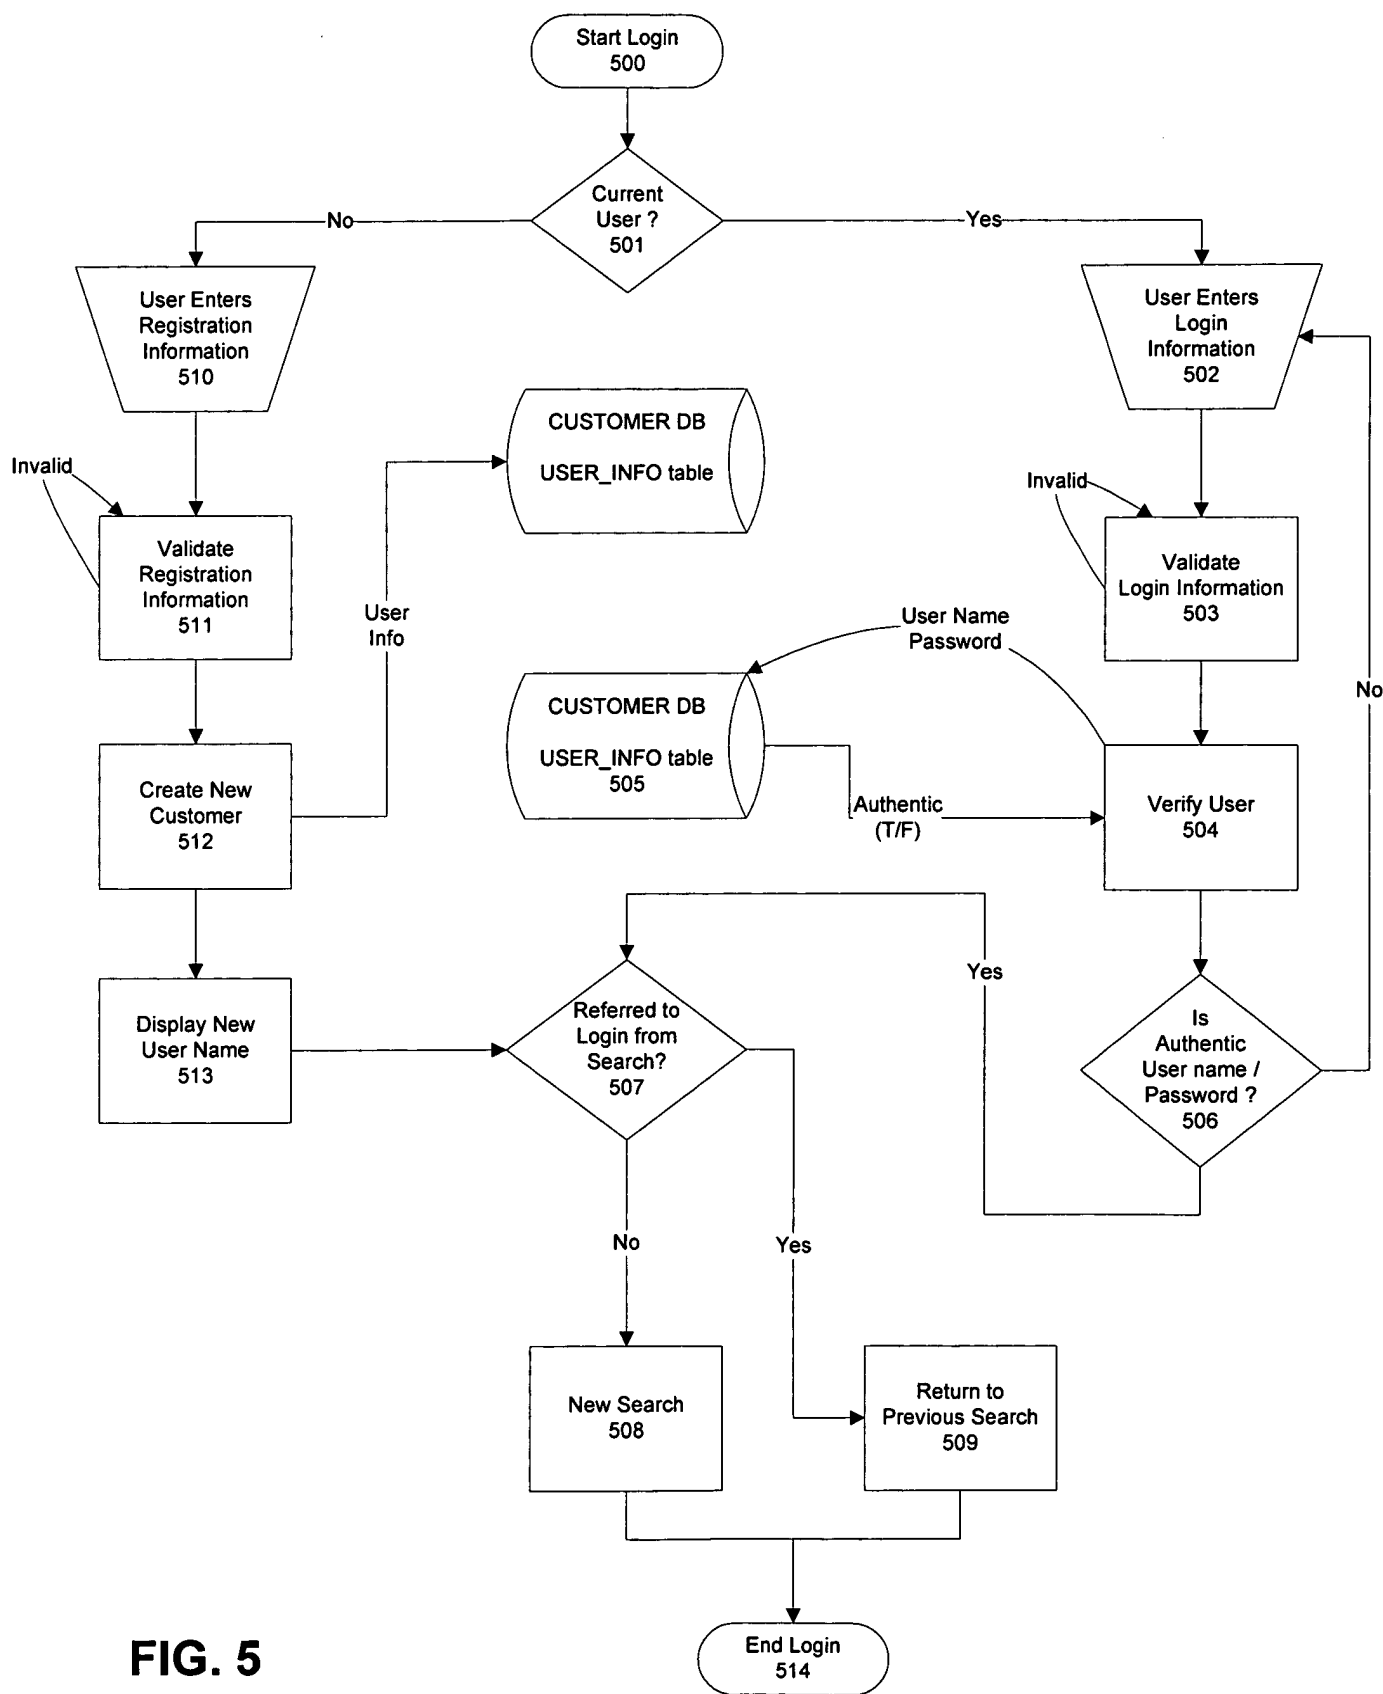 Start Login
500
Current
User ?
501
No
Yes
User Enters
Registration
Information
510
User Enters
Login
Information
502
CUSTOMER DB
USER_INFO table
Invalid
Invalid
Validate
Registration
Information
511
Validate
Login Information
503
User
Info
User Name
Password
No
CUSTOMER DB
USER_INFO table
505
Create New
Customer
512
Authentic
(T/F)
Verify User
504
Yes
Display New
User Name
513
Referred to
Login from
Search?
507
Is
Authentic
User name /
Password ?
506
No
Yes
New Search
508
Return to
Previous Search
509
End Login
514
FIG. 5